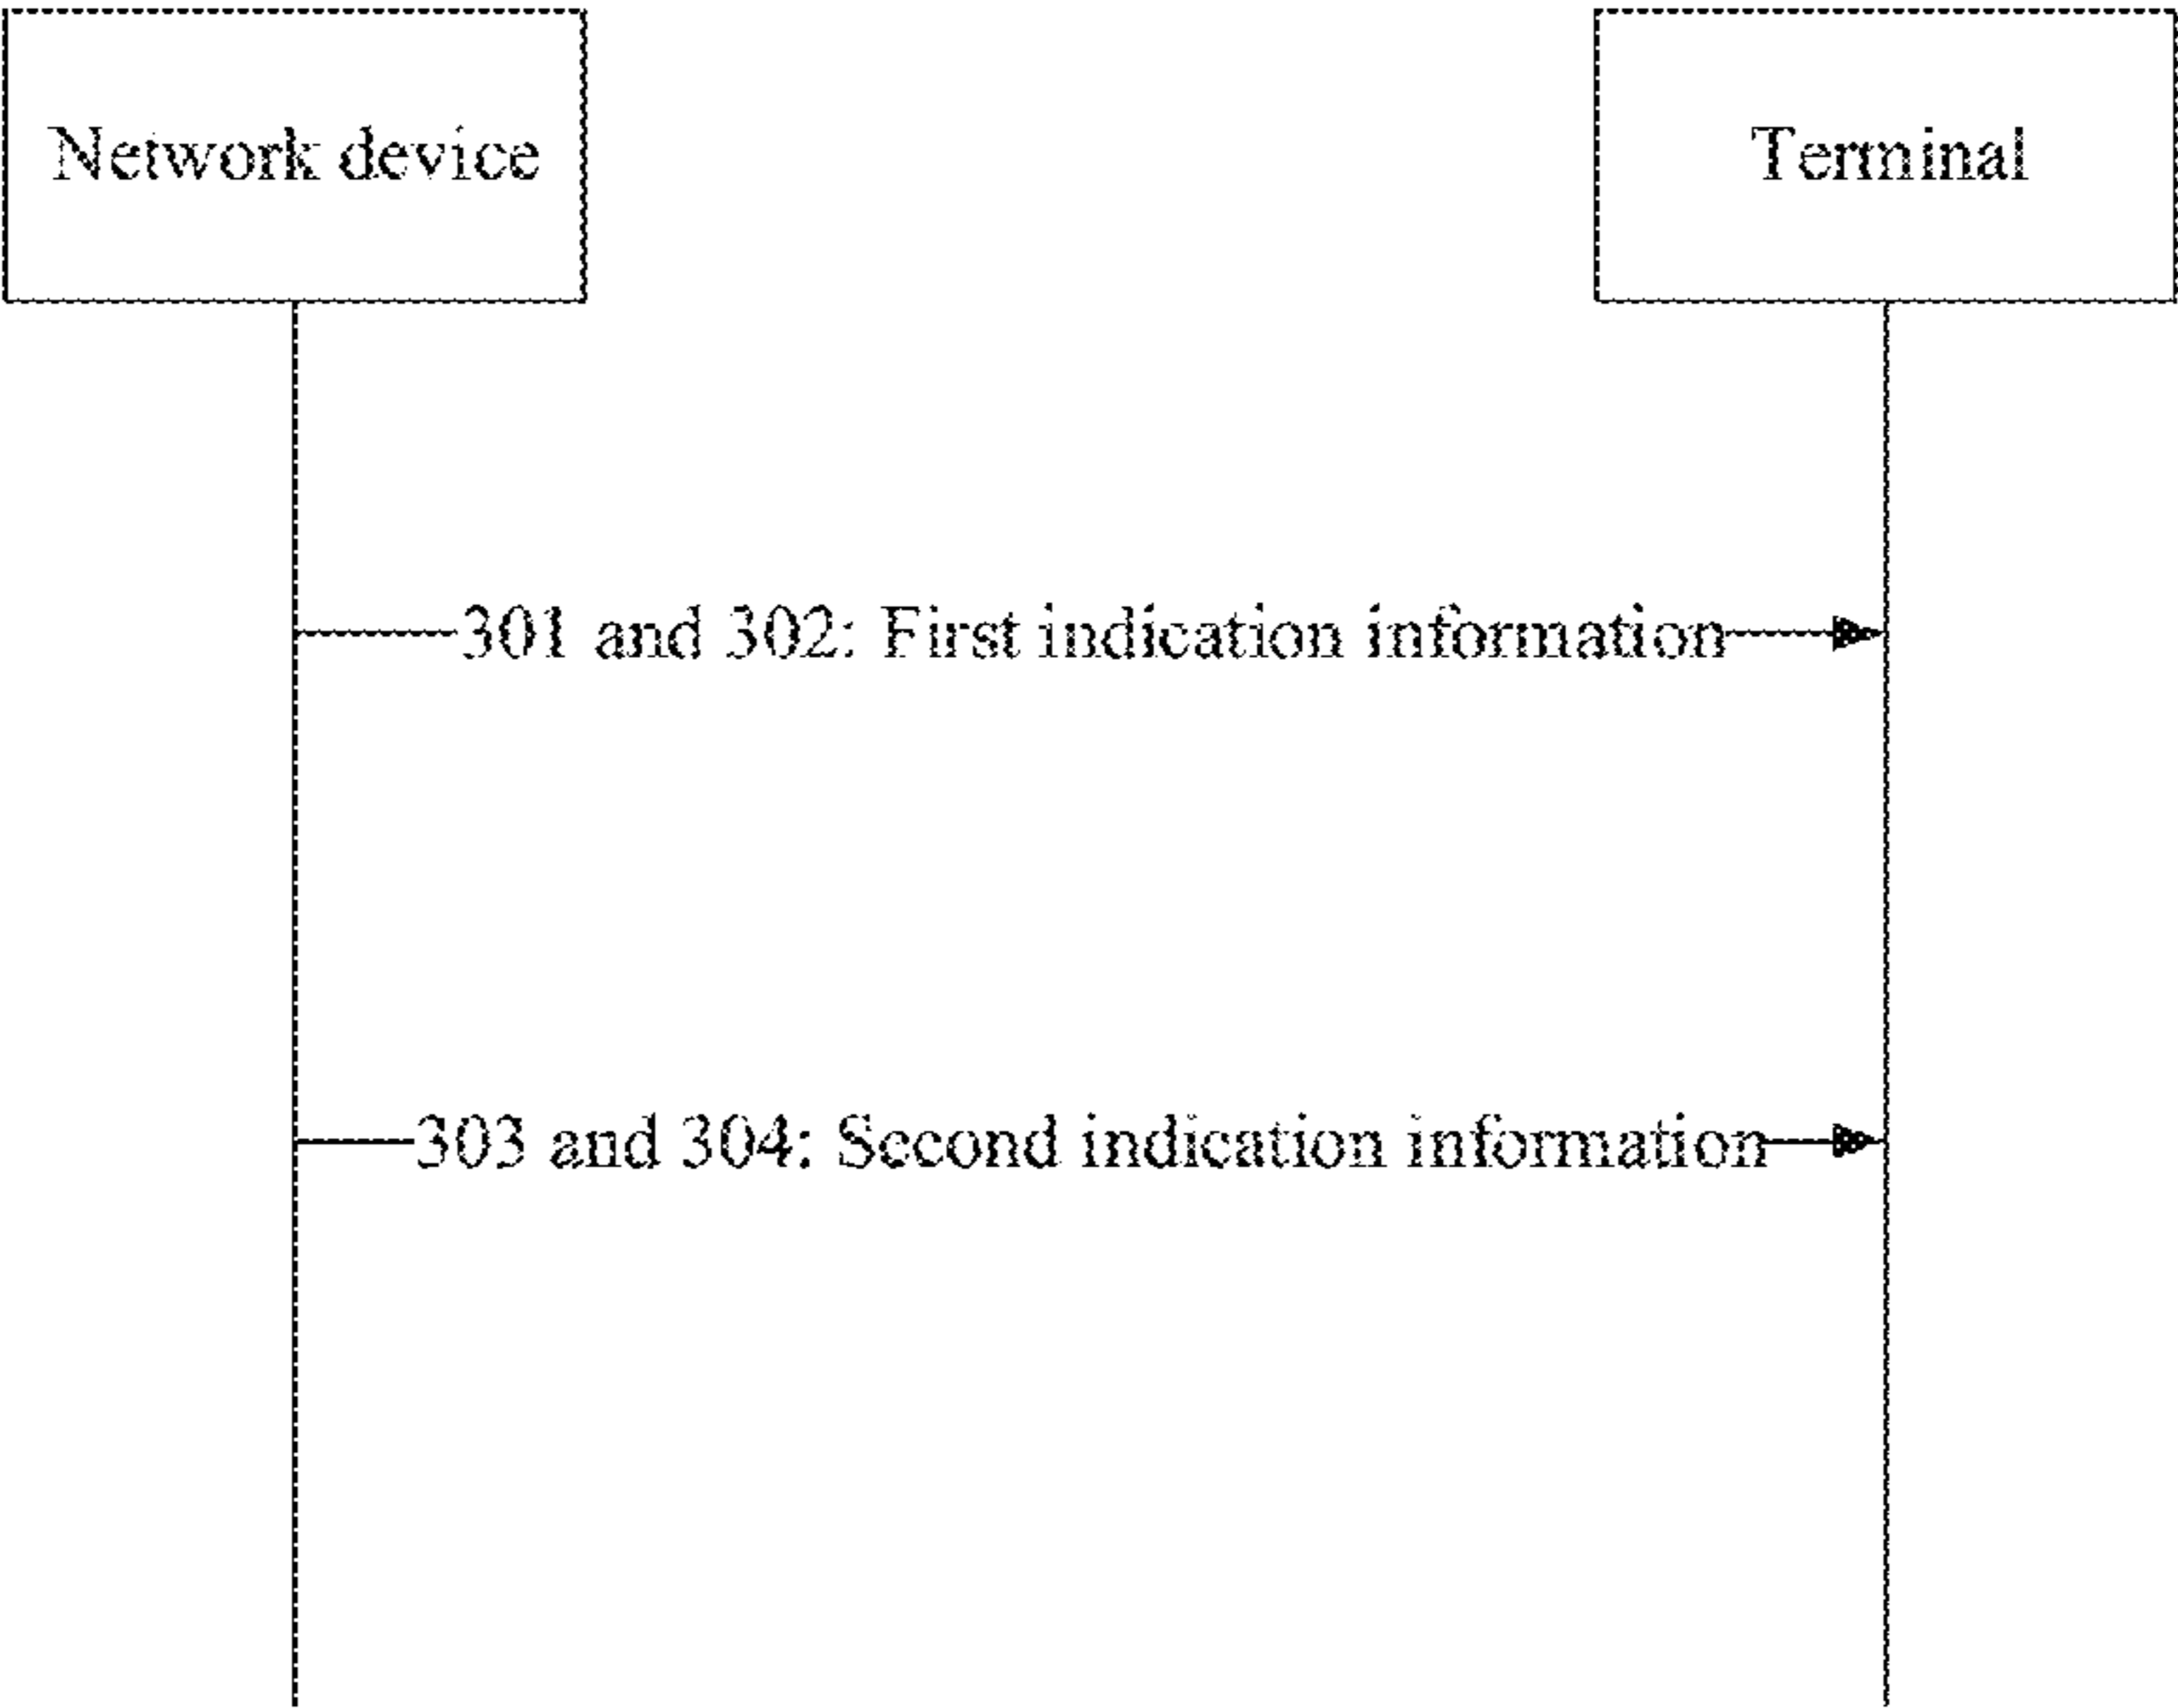 Network device
Terminal
301 and 302: First indication information
303 and 304: Second indication information